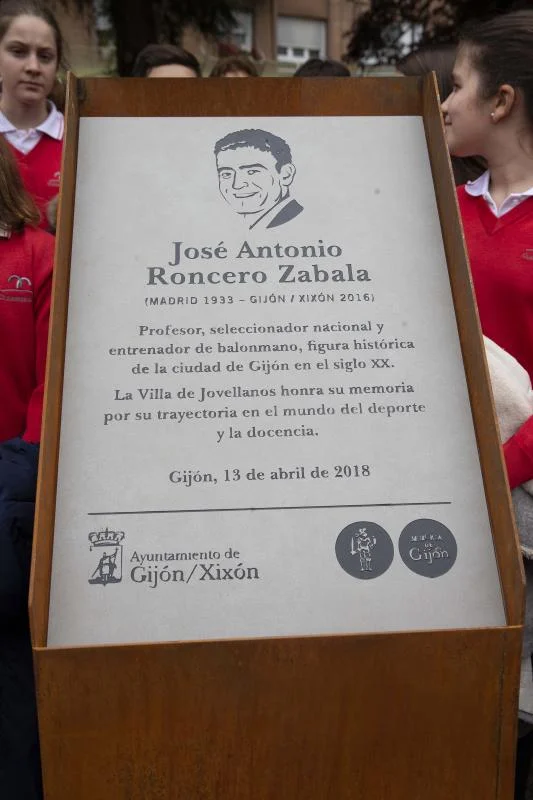 José Antonio
Roncero Zabala
(MADRID 1933 – GIJÓN / XIXÓN 2016)
Profesor, seleccionador nacional y
entrenador de balonmano, figura histórica
de la ciudad de Gijón en el siglo XX.
La Villa de Jovellanos honra su memoria
por su trayectoria en el mundo del deporte
y la docencia.
Gijón, 13 de abril de 2018
Ayuntamiento de
Gijón/Xixón
DE
Gijón